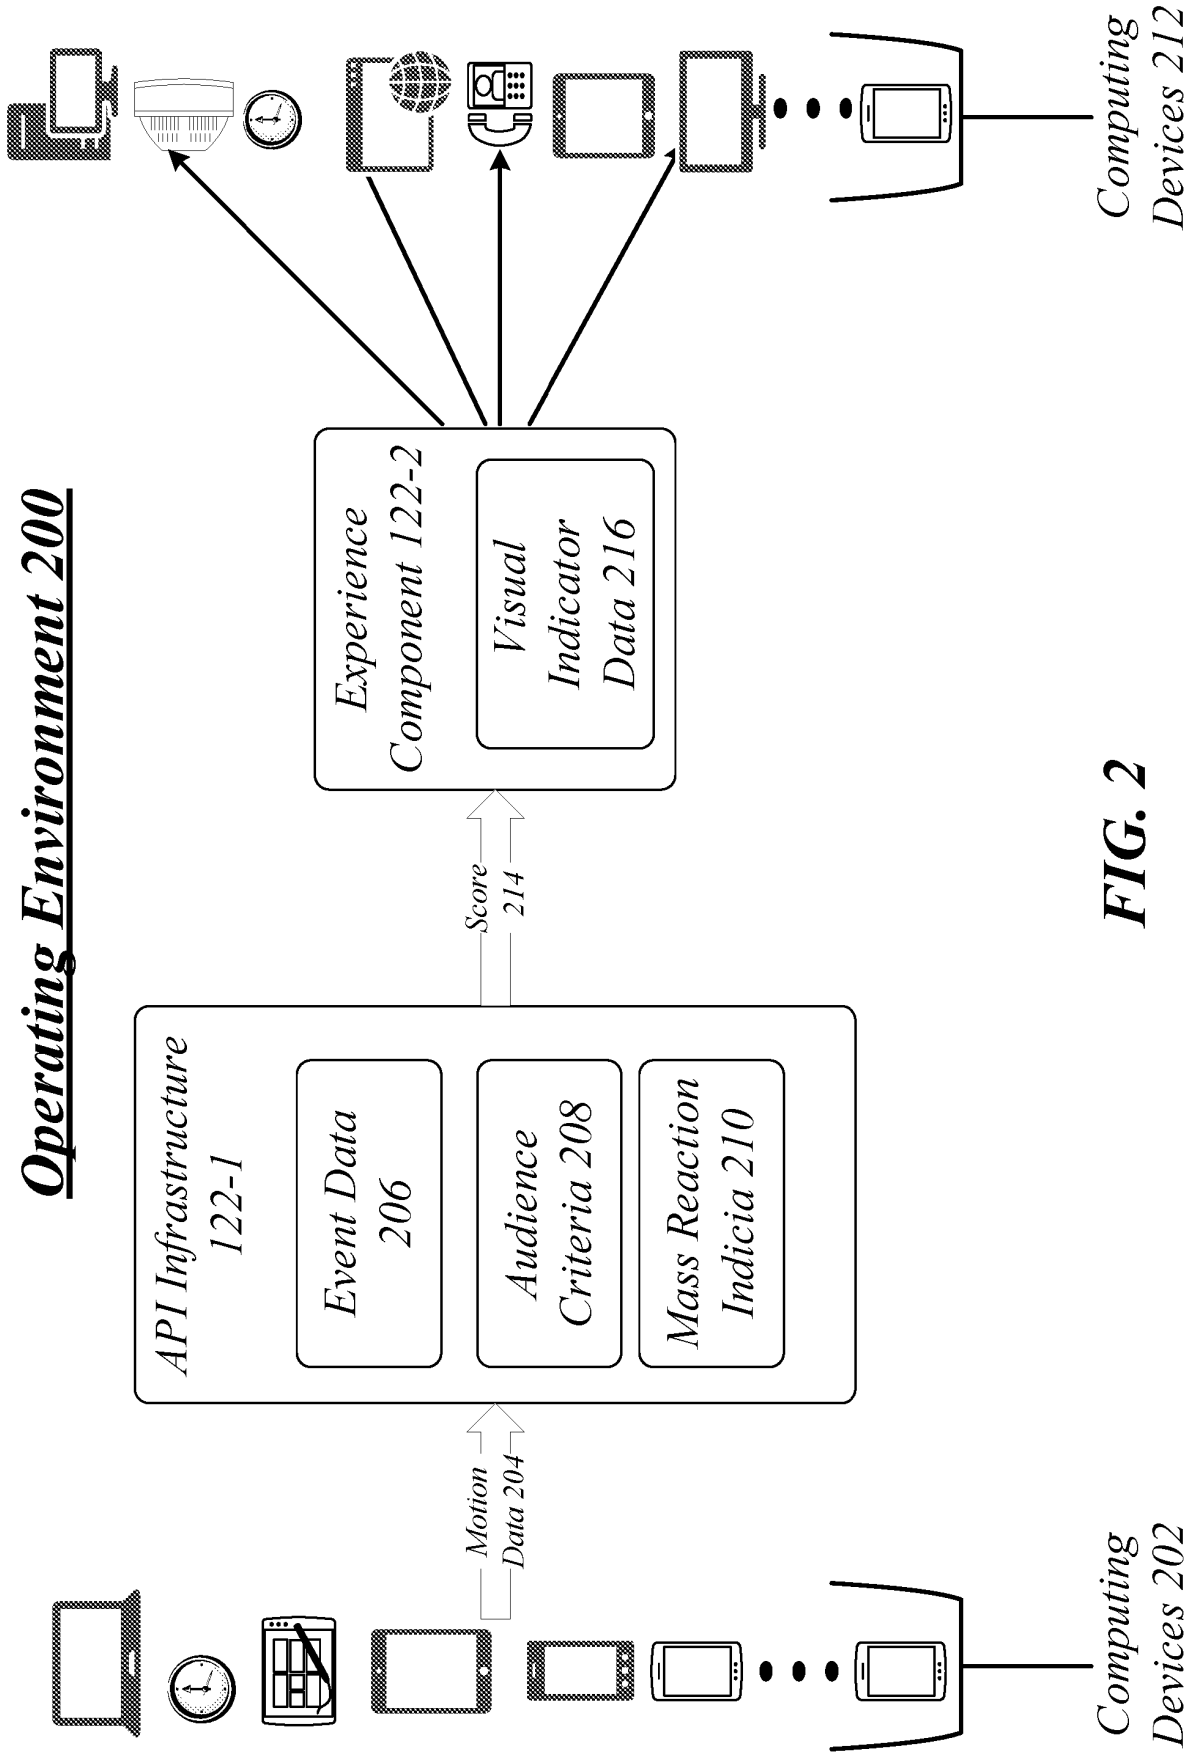 Operating Environment 200
API Infrastructure
122-1
Event Data
206
Audience
Criteria 208
Mass Reaction
Indicia 210
Motion
Data 204
Score
214
Experience
Component 122-2
Visual
Indicator
Data 216
Computing
Devices 202
Computing
Devices 212
FIG. 2